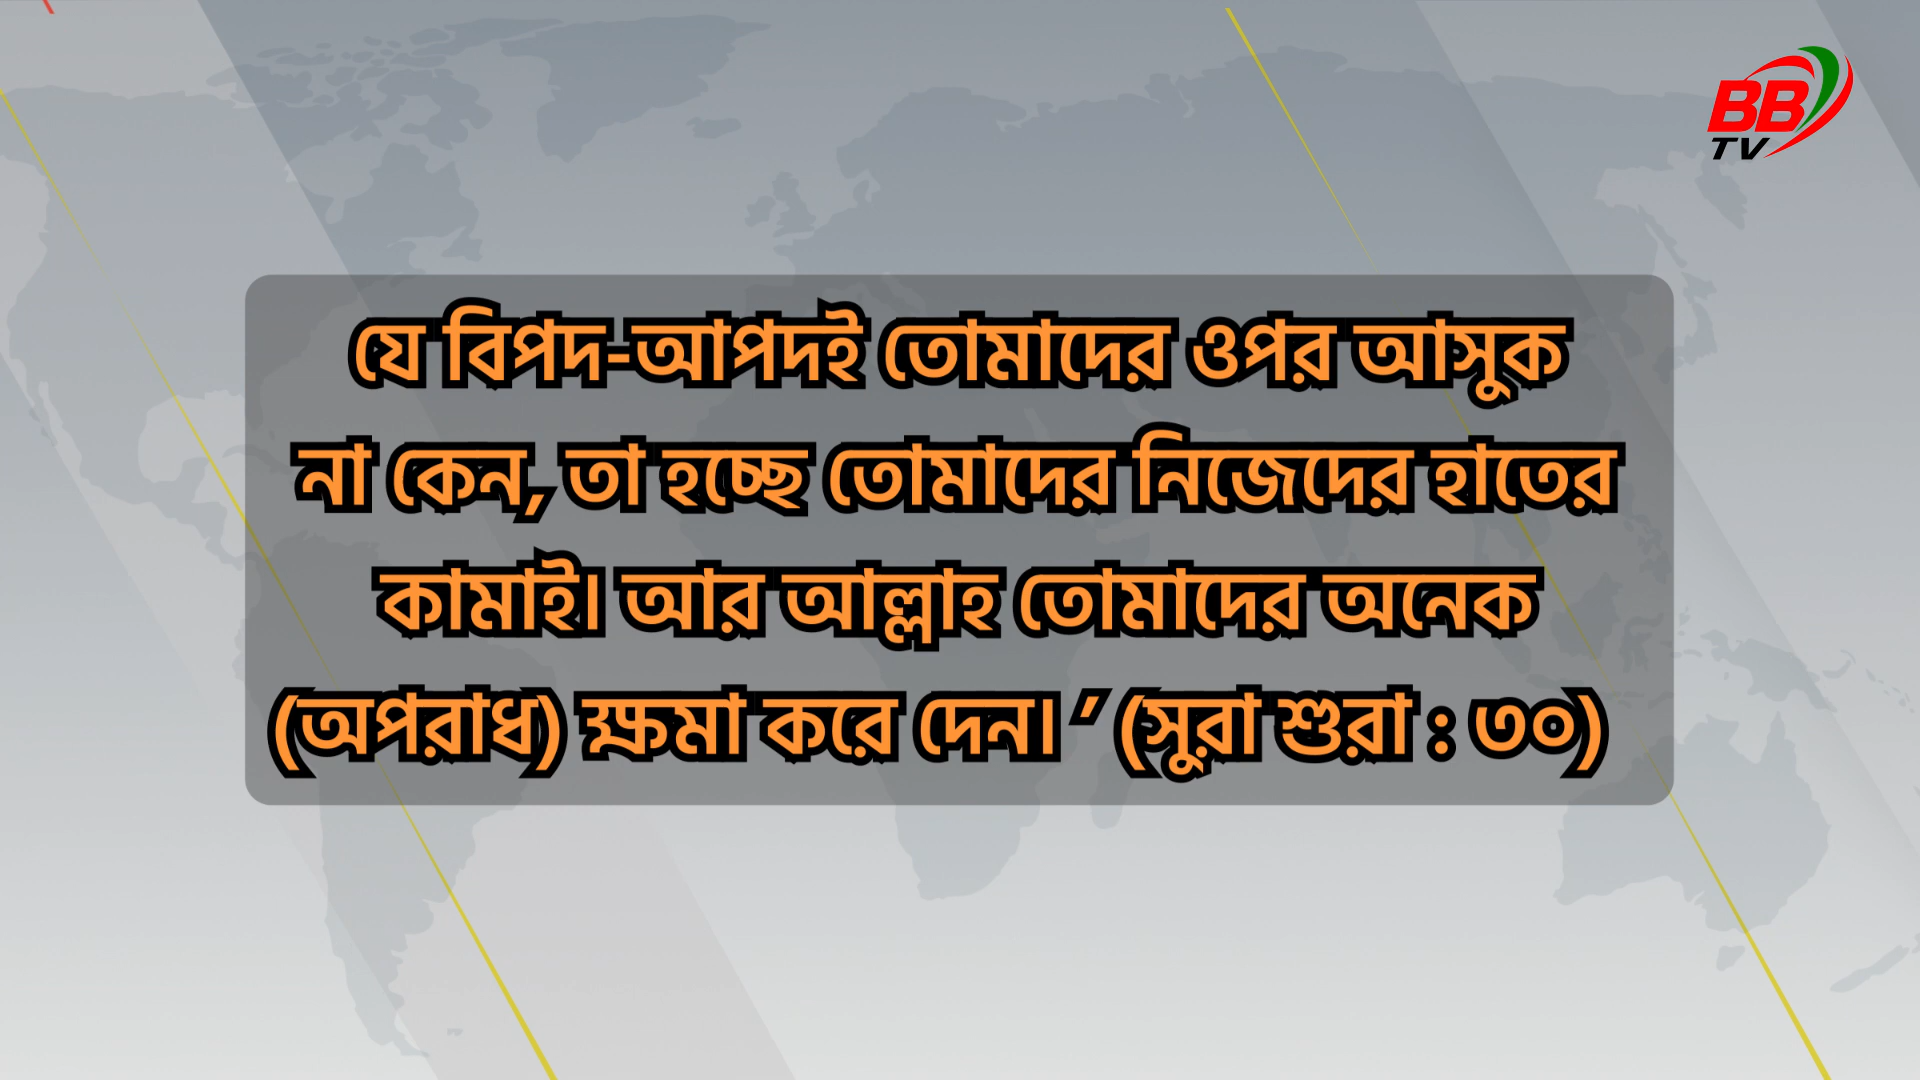 BB
TV
যে বিপদ-আপদই তোমাদের ওপর আসুক
না কেন, তা হচ্ছে তোমাদের নিজেদের হাতের
কামাই। আর আল্লাহ তোমাদের অনেক
(অপরাধ) ক্ষমা করে দেন। ’ (সুরা শুরা : ৩০)